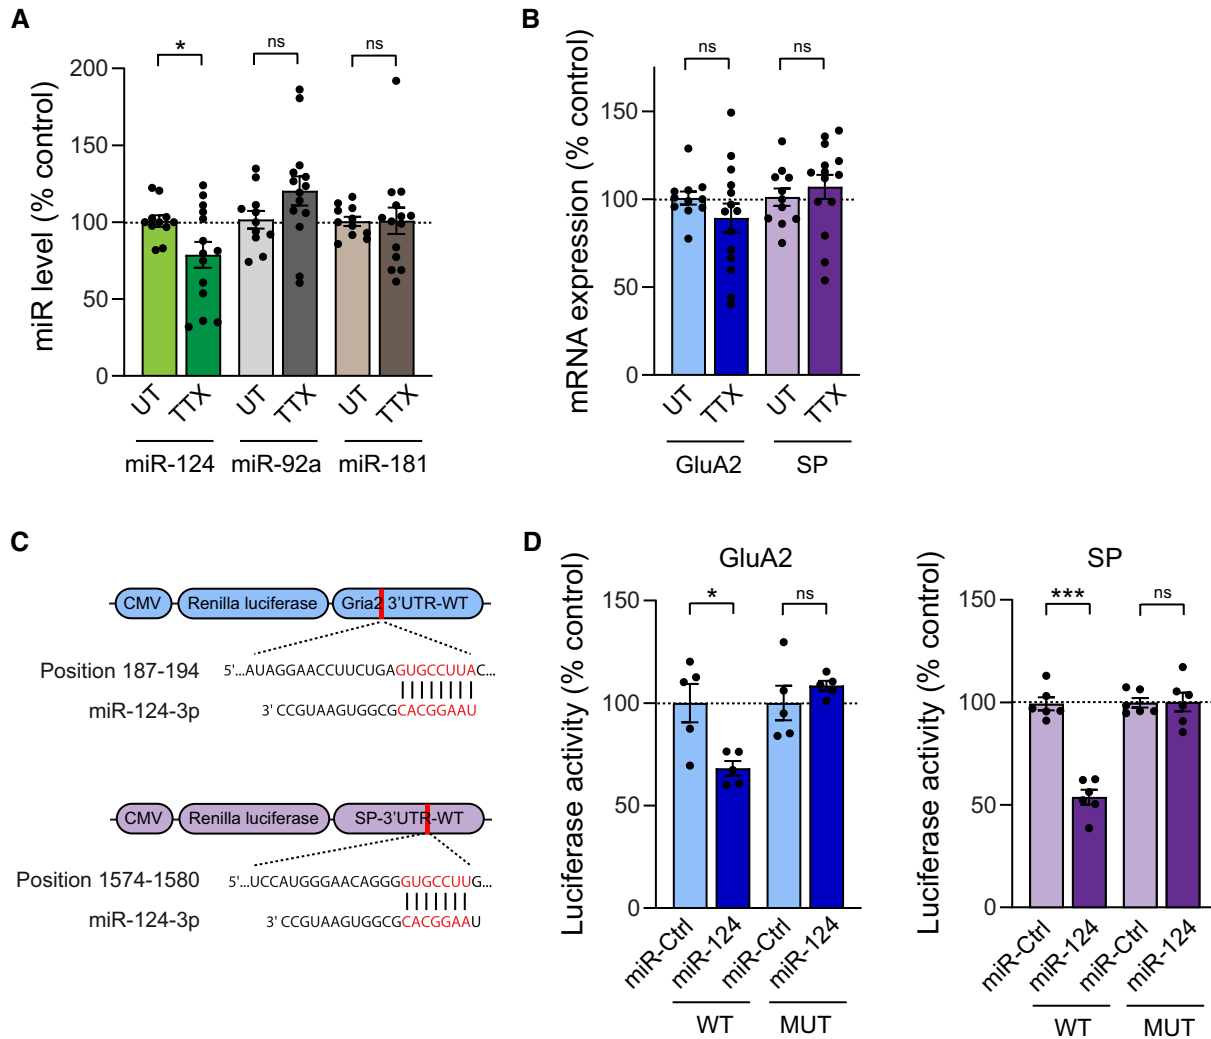 A
miR level (% control)
200
150
100
50
0
*
ns
ns
UT
TTX
UT
TTX
UT
TTX
miR-124
miR-92a
miR-181
B
mRNA expression (% control)
150
100
50
0
ns
ns
UT
TTX
UT
TTX
GluA2
SP
C
CMV
Renilla luciferase
Gria2 3'UTR-WT
Position 187-194
5'...AUAGGAACCUUCUGAGUGCCUUAC...
miR-124-3p
3' CCGUAAGUGGCGCACGGAAU
CMV
Renilla luciferase
SP-3'UTR-WT
Position 1574-1580
5'...UCCAUGGGAACAGGGGUGCCUUG...
miR-124-3p
3' CCGUAAGUGGCGCACGGAAU
D
GluA2
Luciferase activity (% control)
150
100
50
0
*
ns
miR-Ctrl
miR-124
miR-Ctrl
miR-124
WT
MUT
SP
Luciferase activity (% control)
150
100
50
0
***
ns
miR-Ctrl
miR-124
miR-Ctrl
miR-124
WT
MUT